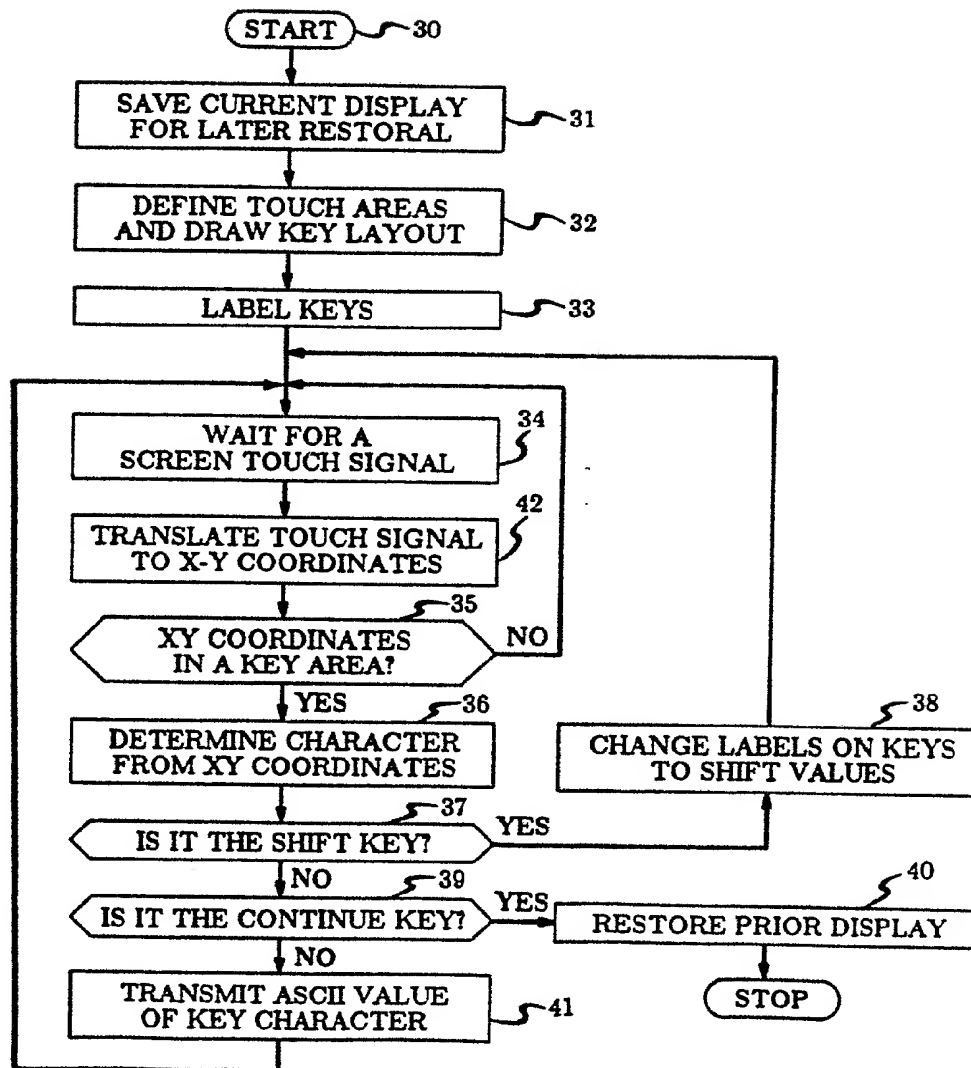 START 30
SAVE CURRENT DISPLAY
FOR LATER RESTORAL
31
DEFINE TOUCH AREAS
AND DRAW KEY LAYOUT
32
LABEL KEYS 33
WAIT FOR A
SCREEN TOUCH SIGNAL
34
TRANSLATE TOUCH SIGNAL
TO X-Y COORDINATES
42
XY COORDINATES
IN A KEY AREA?
35
NO
YES
DETERMINE CHARACTER
FROM XY COORDINATES
36
IS IT THE SHIFT KEY?
37
YES
CHANGE LABELS ON KEYS
TO SHIFT VALUES
38
NO
IS IT THE CONTINUE KEY?
39
YES
RESTORE PRIOR DISPLAY
40
STOP
NO
TRANSMIT ASCII VALUE
OF KEY CHARACTER
41